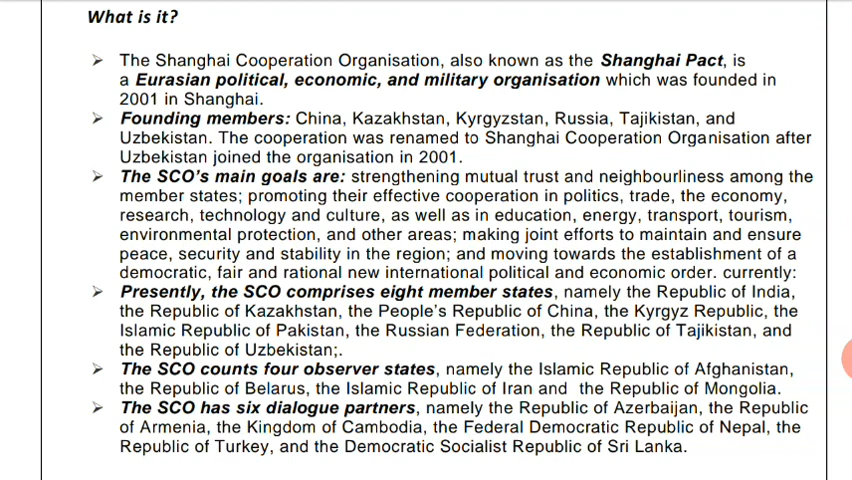 What is it?
➢ The Shanghai Cooperation Organisation, also known as the Shanghai Pact, is
a Eurasian political, economic, and military organisation which was founded in
2001 in Shanghai.
➢ Founding members: China, Kazakhstan, Kyrgyzstan, Russia, Tajikistan, and
Uzbekistan. The cooperation was renamed to Shanghai Cooperation Organisation after
Uzbekistan joined the organisation in 2001.
➢ The SCO's main goals are: strengthening mutual trust and neighbourliness among the
member states; promoting their effective cooperation in politics, trade, the economy,
research, technology and culture, as well as in education, energy, transport, tourism,
environmental protection, and other areas; making joint efforts to maintain and ensure
peace, security and stability in the region; and moving towards the establishment of a
democratic, fair and rational new international political and economic order. currently:
➢ Presently, the SCO comprises eight member states, namely the Republic of India,
the Republic of Kazakhstan, the People's Republic of China, the Kyrgyz Republic, the
Islamic Republic of Pakistan, the Russian Federation, the Republic of Tajikistan, and
the Republic of Uzbekistan;.
➢ The SCO counts four observer states, namely the Islamic Republic of Afghanistan,
the Republic of Belarus, the Islamic Republic of Iran and the Republic of Mongolia.
➢ The SCO has six dialogue partners, namely the Republic of Azerbaijan, the Republic
of Armenia, the Kingdom of Cambodia, the Federal Democratic Republic of Nepal, the
Republic of Turkey, and the Democratic Socialist Republic of Sri Lanka.